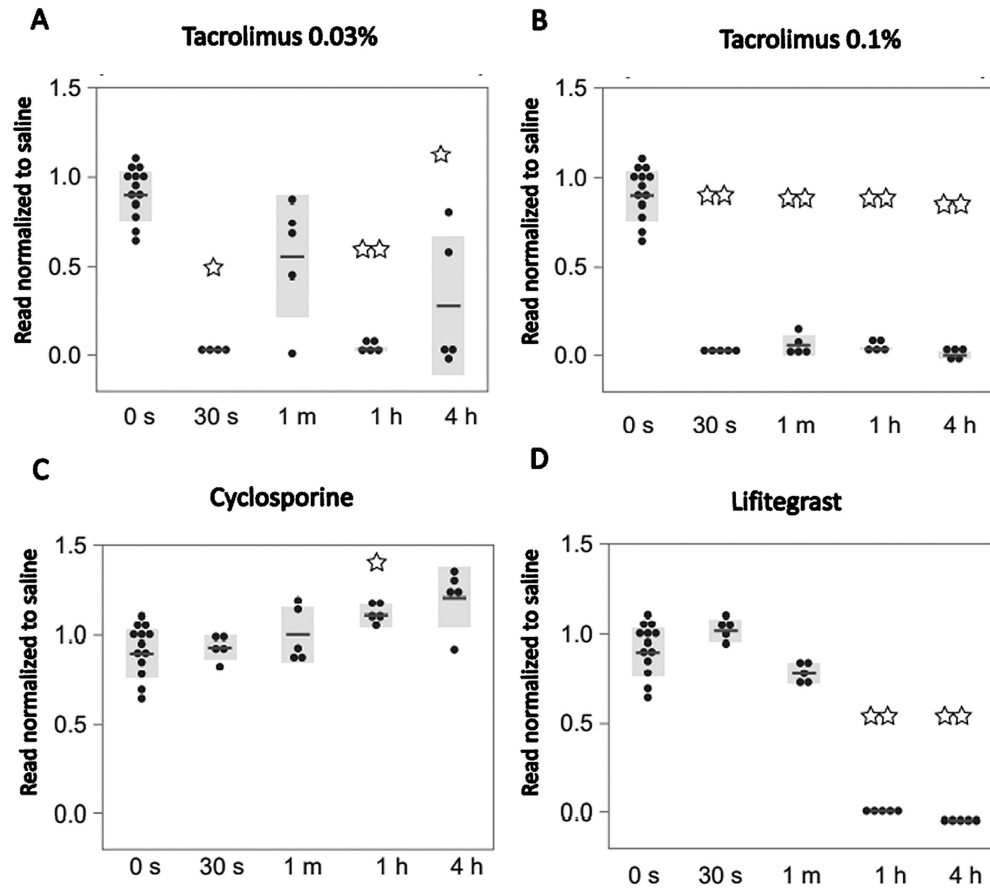 A
Tacrolimus 0.03%
Read normalized to saline
1.5
1.0
0.5
0.0
0 s 30 s 1 m 1 h 4 h
B
Tacrolimus 0.1%
Read normalized to saline
1.5
1.0
0.5
0.0
0 s 30 s 1 m 1 h 4 h
C
Cyclosporine
Read normalized to saline
1.5
1.0
0.5
0.0
0 s 30 s 1 m 1 h 4 h
D
Lifitegrast
Read normalized to saline
1.5
1.0
0.5
0.0
0 s 30 s 1 m 1 h 4 h